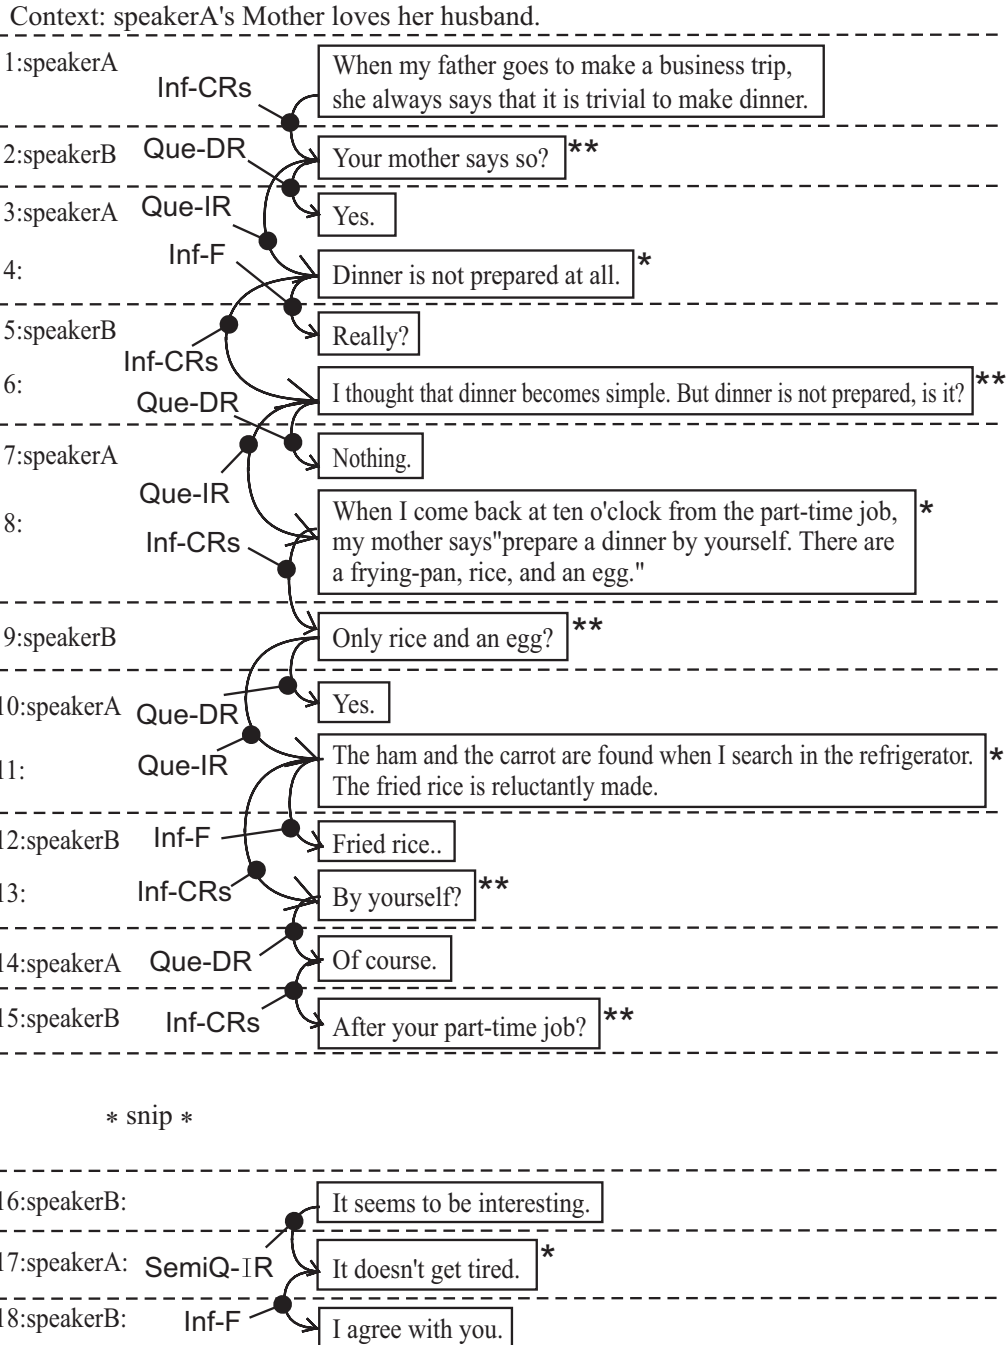 Context: speakerA's Mother loves her husband.
1:speakerA
Inf-CRs
When my father goes to make a business trip,
she always says that it is trivial to make dinner.
2:speakerB
Que-DR
Your mother says so?
**
3:speakerA
Que-IR
Yes.
Inf-F
4:
Dinner is not prepared at all.
*
5:speakerB
Really?
Inf-CRs
6:
I thought that dinner becomes simple. But dinner is not prepared, is it?
**
Que-DR
7:speakerA
Nothing.
Que-IR
8:
Inf-CRs
When I come back at ten o'clock from the part-time job,
my mother says"prepare a dinner by yourself. There are
a frying-pan, rice, and an egg."
*
9:speakerB
Only rice and an egg?
**
10:speakerA
Que-DR
Yes.
Que-IR
11:
The ham and the carrot are found when I search in the refrigerator.
The fried rice is reluctantly made.
*
12:speakerB
Inf-F
Fried rice..
13:
Inf-CRs
By yourself?
**
14:speakerA
Que-DR
Of course.
15:speakerB
Inf-CRs
After your part-time job?
**
* snip *
16:speakerB:
It seems to be interesting.
17:speakerA:
SemiQ-IR
It doesn't get tired.
*
18:speakerB:
Inf-F
I agree with you.